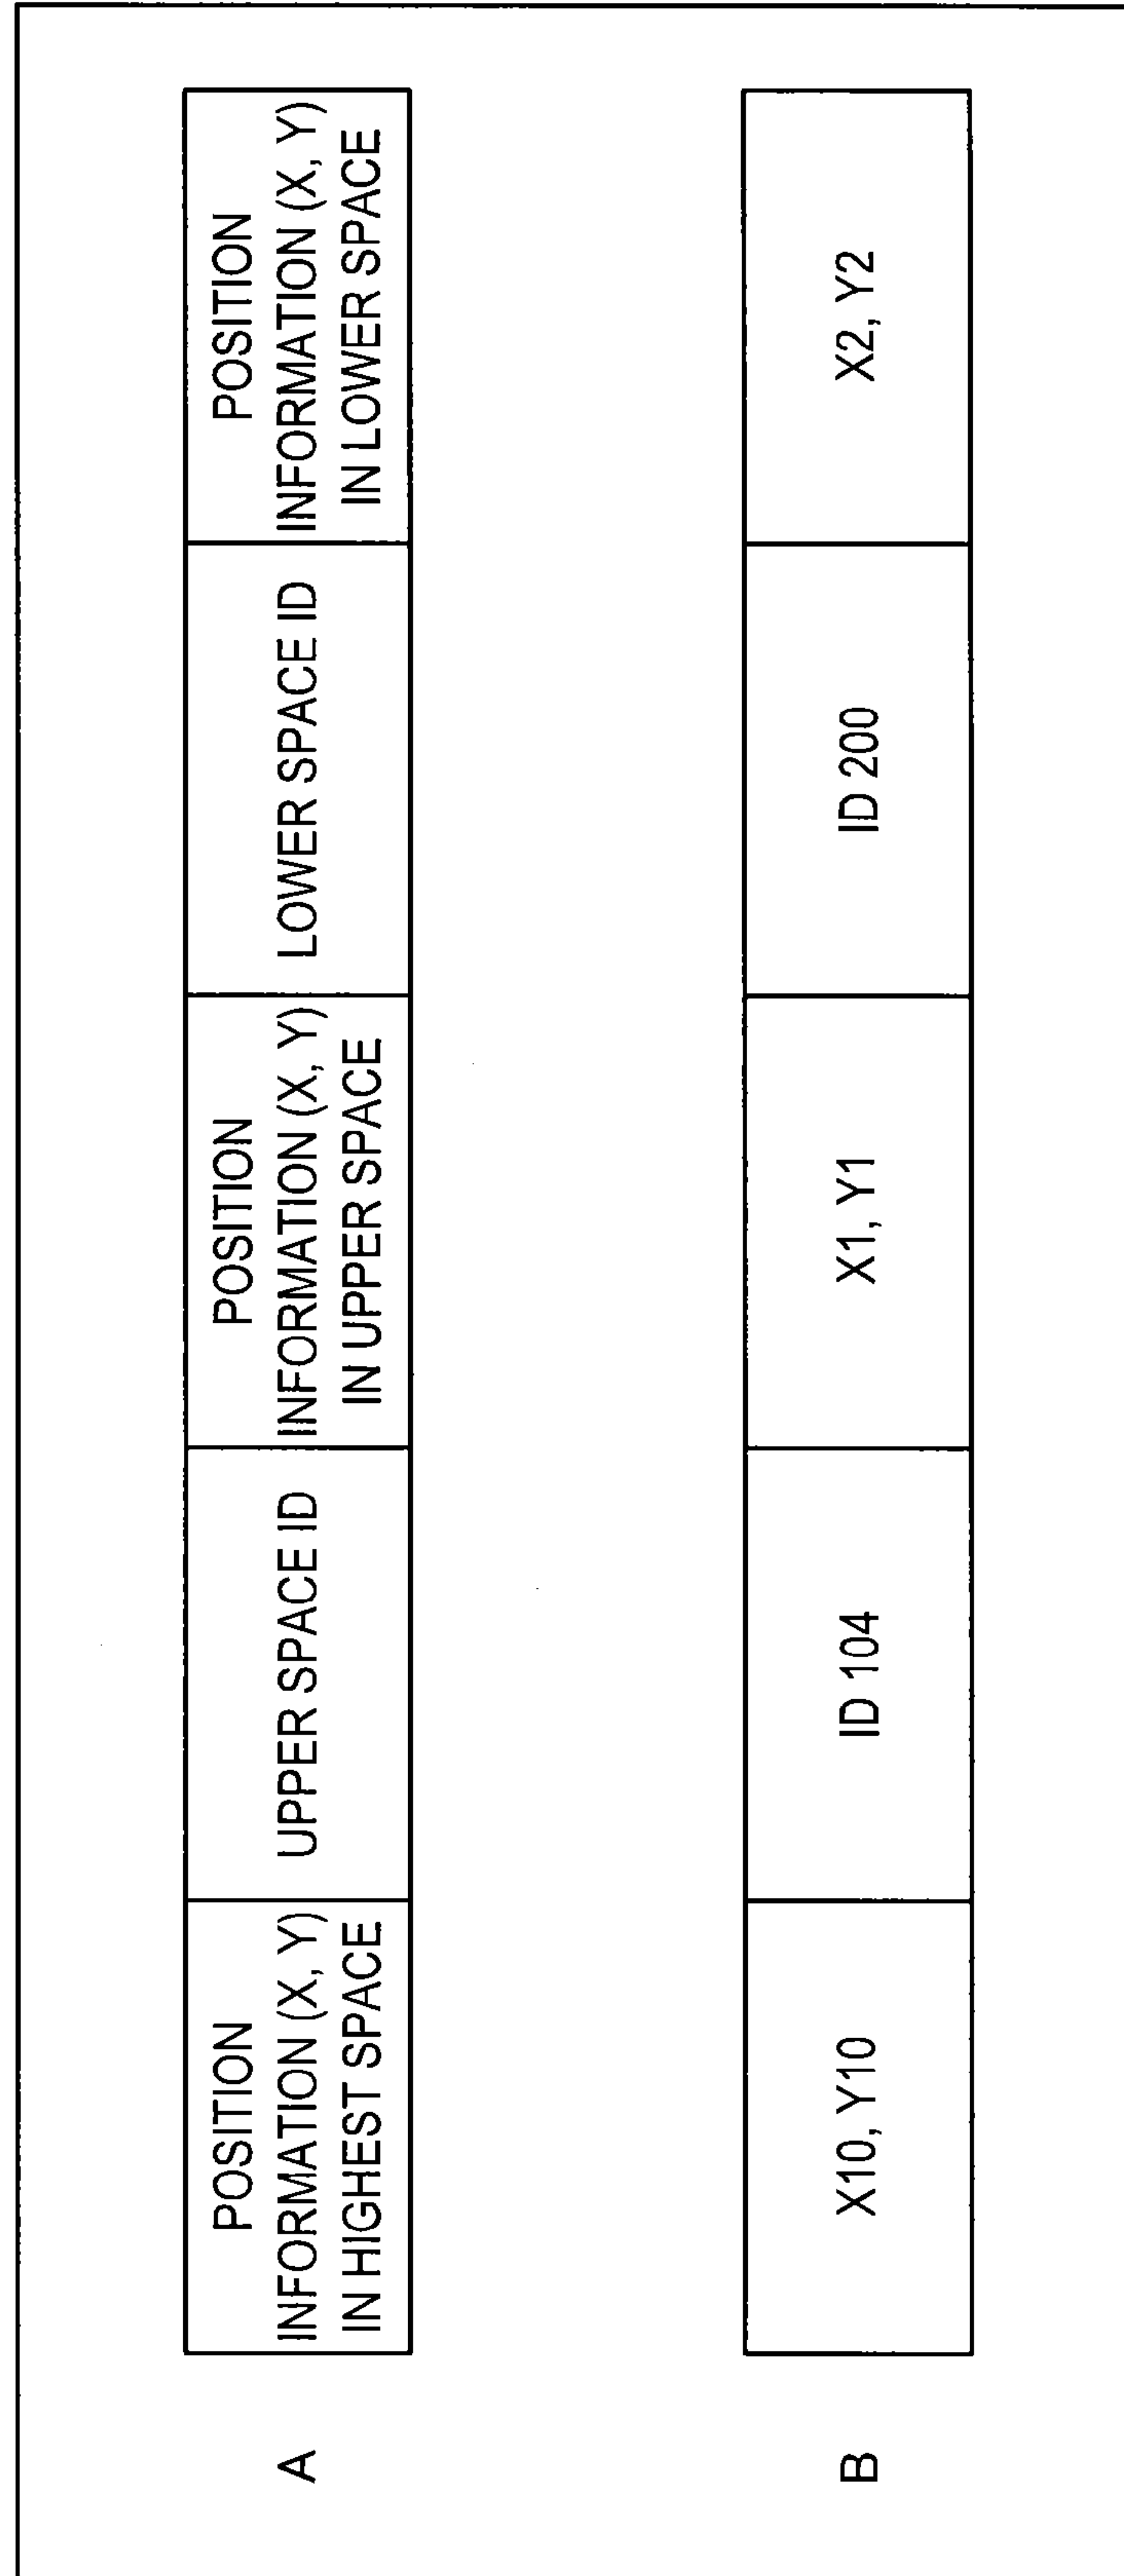 A
POSITION
INFORMATION (X, Y)
IN HIGHEST SPACE
UPPER SPACE ID
POSITION
INFORMATION (X, Y)
IN UPPER SPACE
LOWER SPACE ID
POSITION
INFORMATION (X, Y)
IN LOWER SPACE
B
X10, Y10
ID 104
X1, Y1
ID 200
X2, Y2